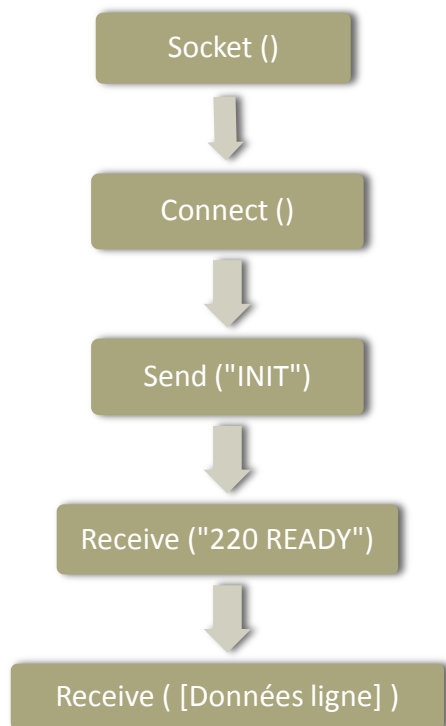 Socket ()
Connect ()
Send ("INIT")
Receive ("220 READY")
Receive ( [Données ligne] )